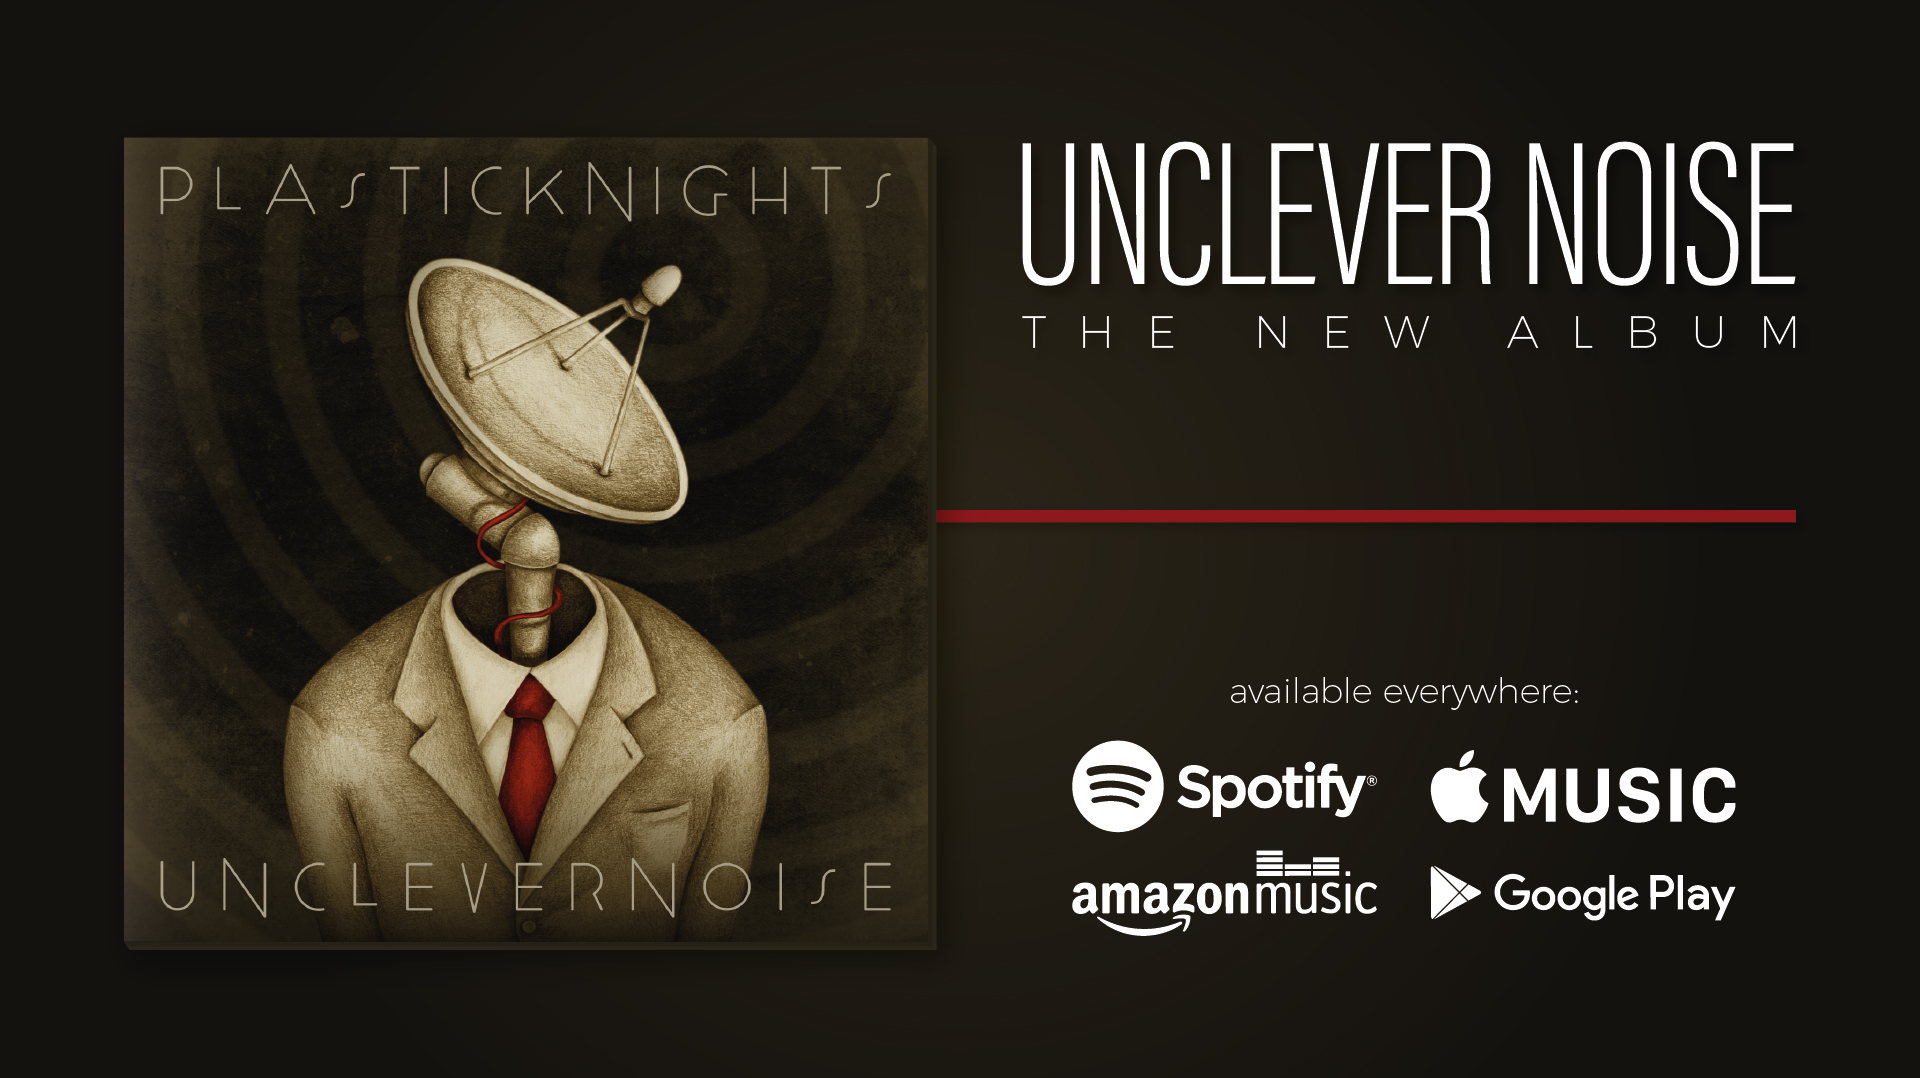 PLASTICKNIGHTS
UNCLEVERNOISE
UNCLEVER NOISE
THE NEW ALBUM
available everywhere:
Spotify®
MUSIC
amazonmusic
Google Play